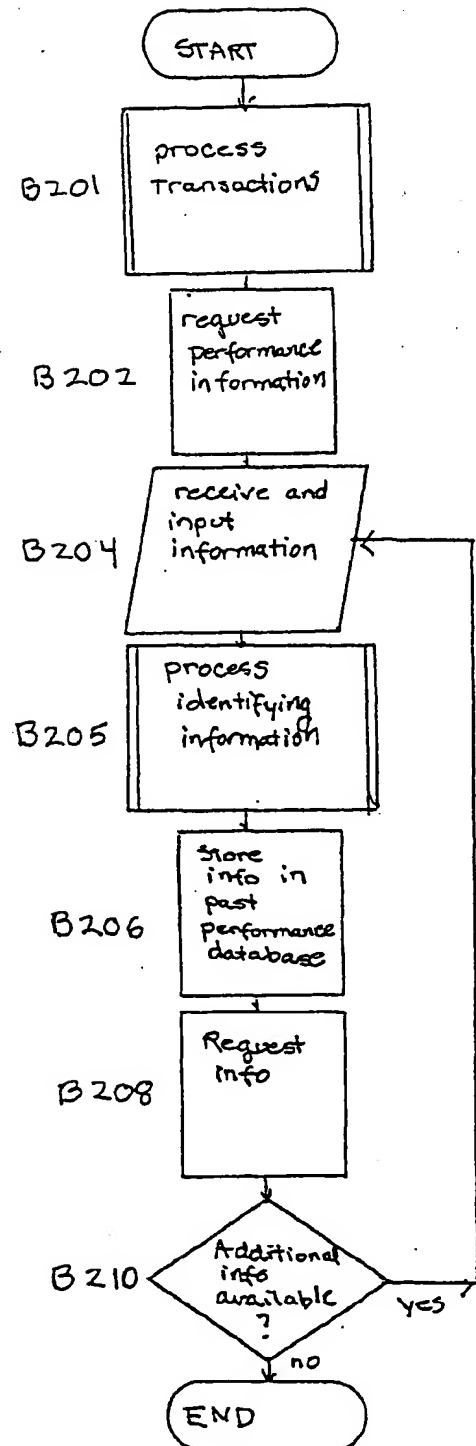 START
B201
process
Transactions
B202
request
performance
information
B204
receive and
input
information
B205
process
identifying
information
B206
Store
info in
past
performance
database
B208
Request
info
B210
Additional
info
available
?
yes
no
END